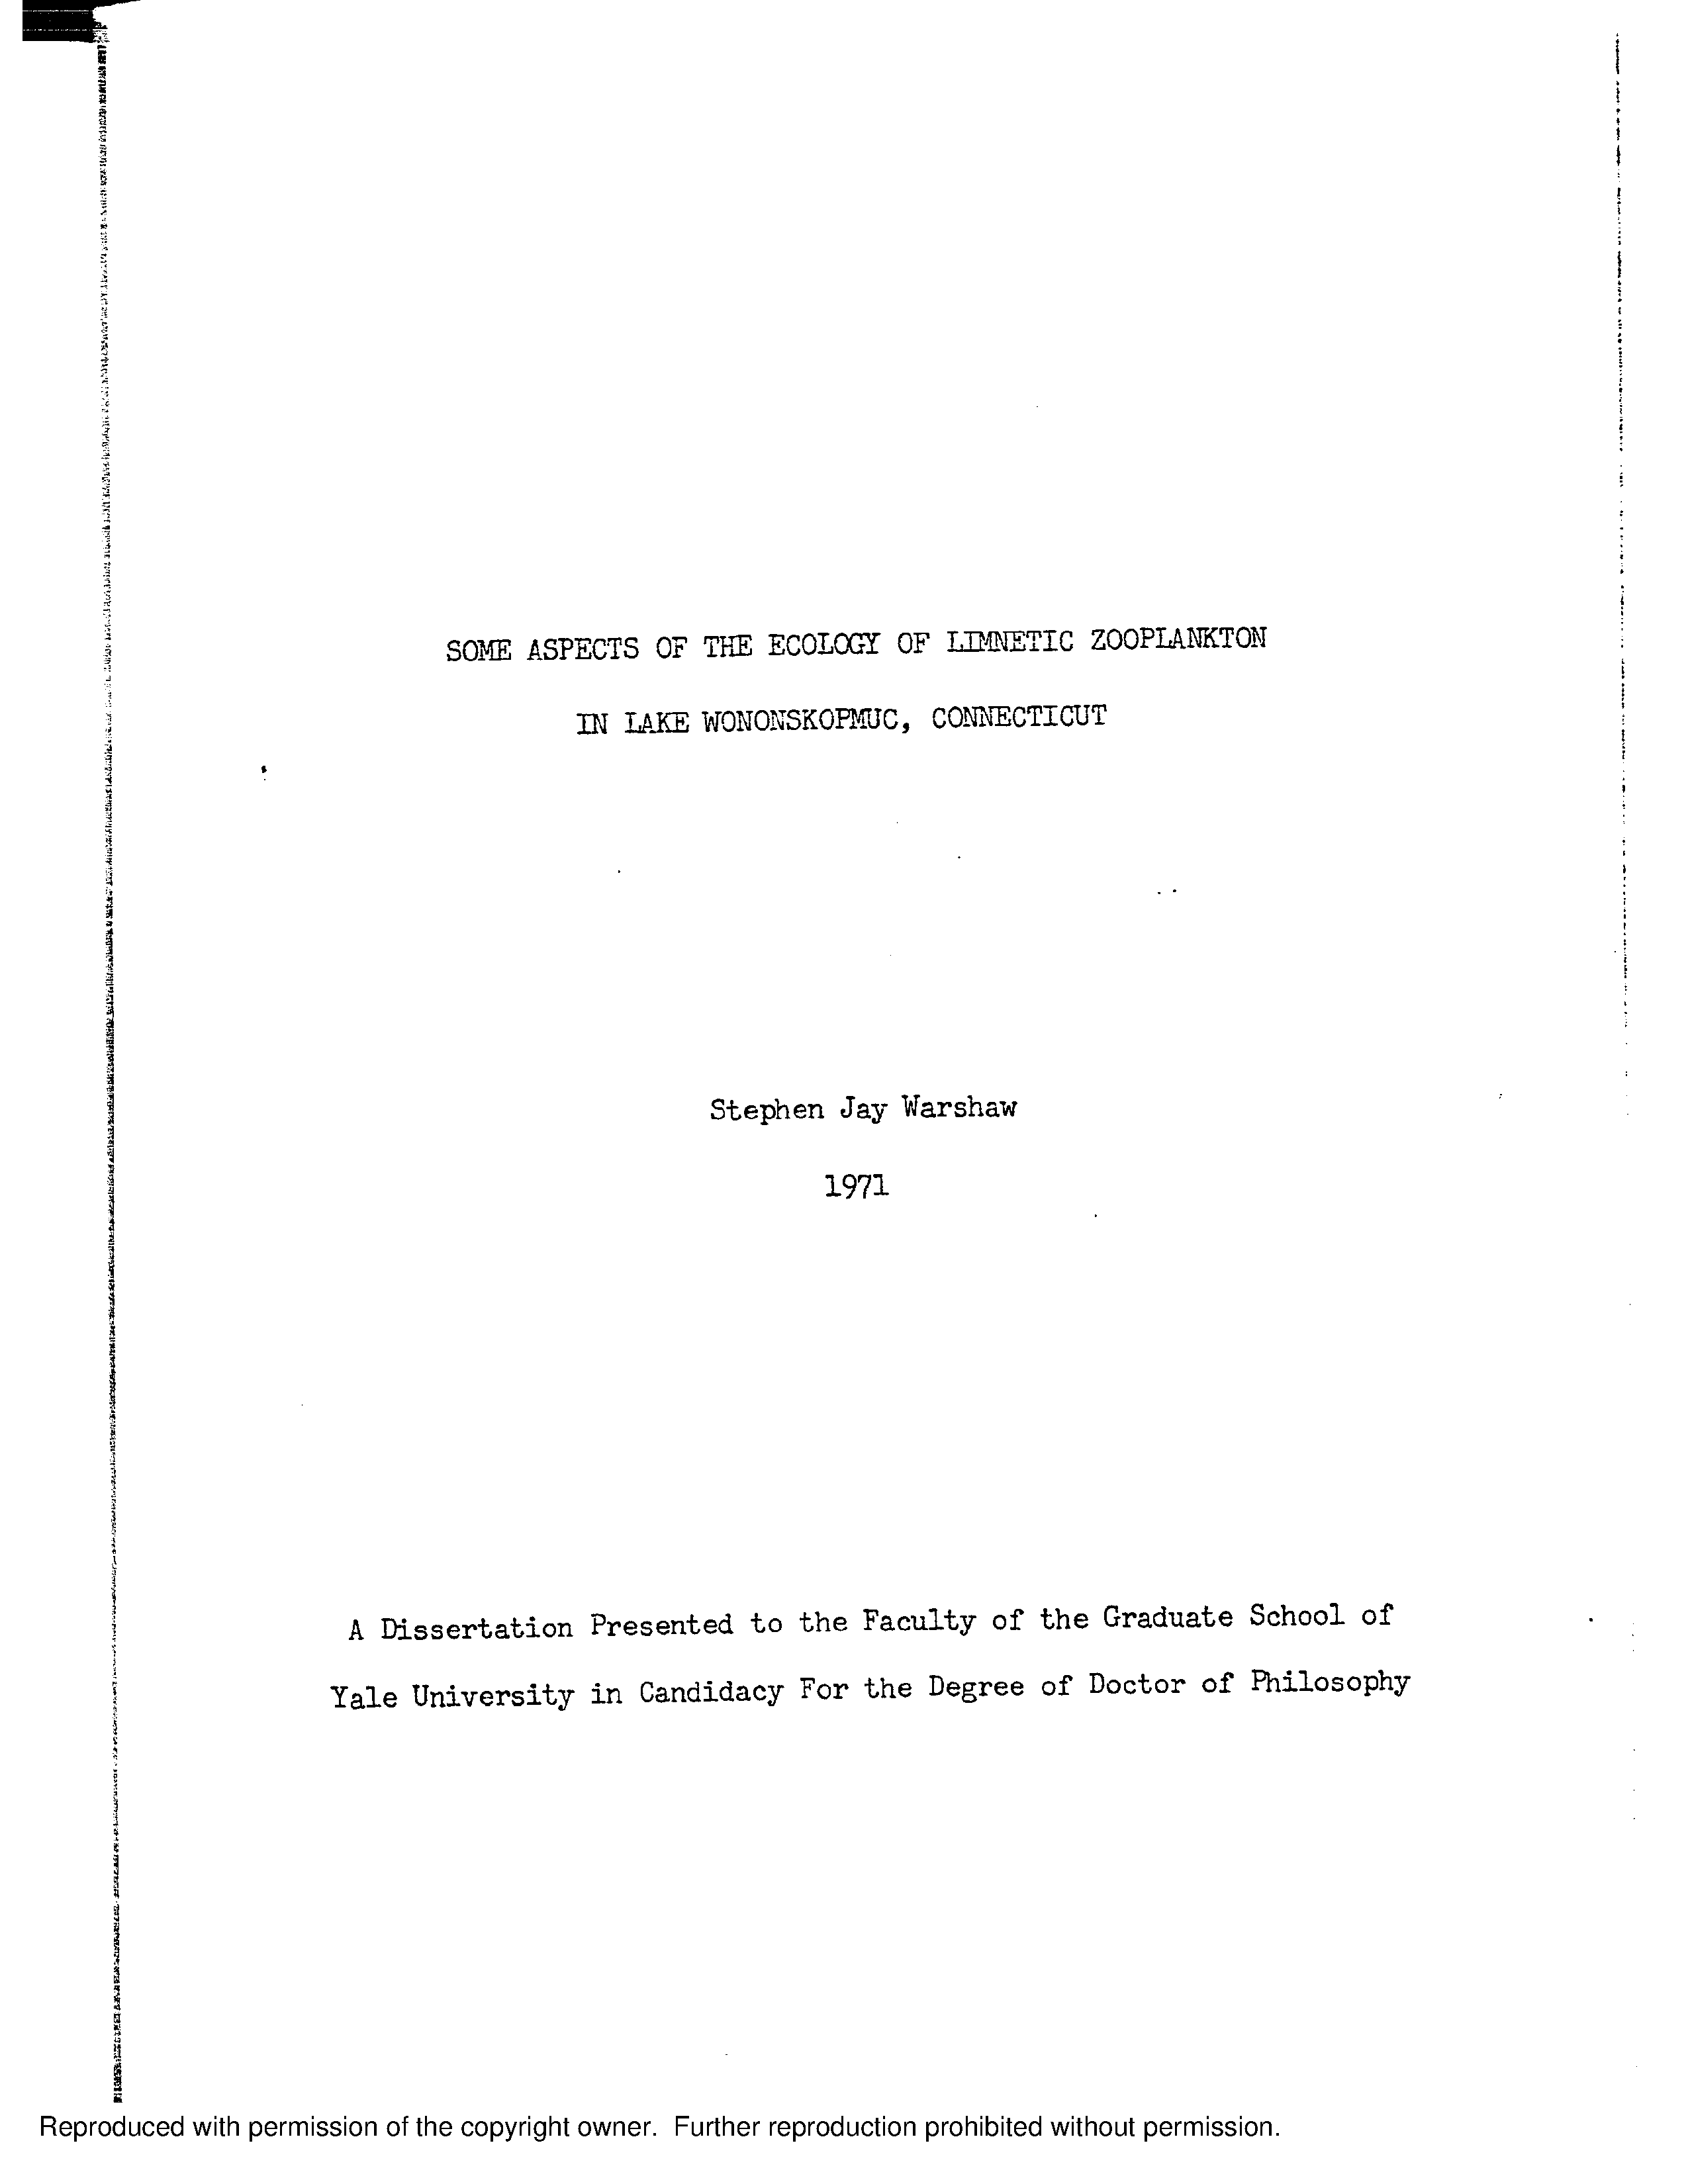 SOME ASPECTS OF THE ECOLOGY OF LIMNETIC ZOOPLANKTON
IN LAKE WONONSKOPMUC, CONNECTICUT
Stephen Jay Warshaw
1971
A Dissertation Presented to the Faculty of the Graduate School of
Yale University in Candidacy For the Degree of Doctor of Philosophy
Reproduced with permission of the copyright owner. Further reproduction prohibited without permission.